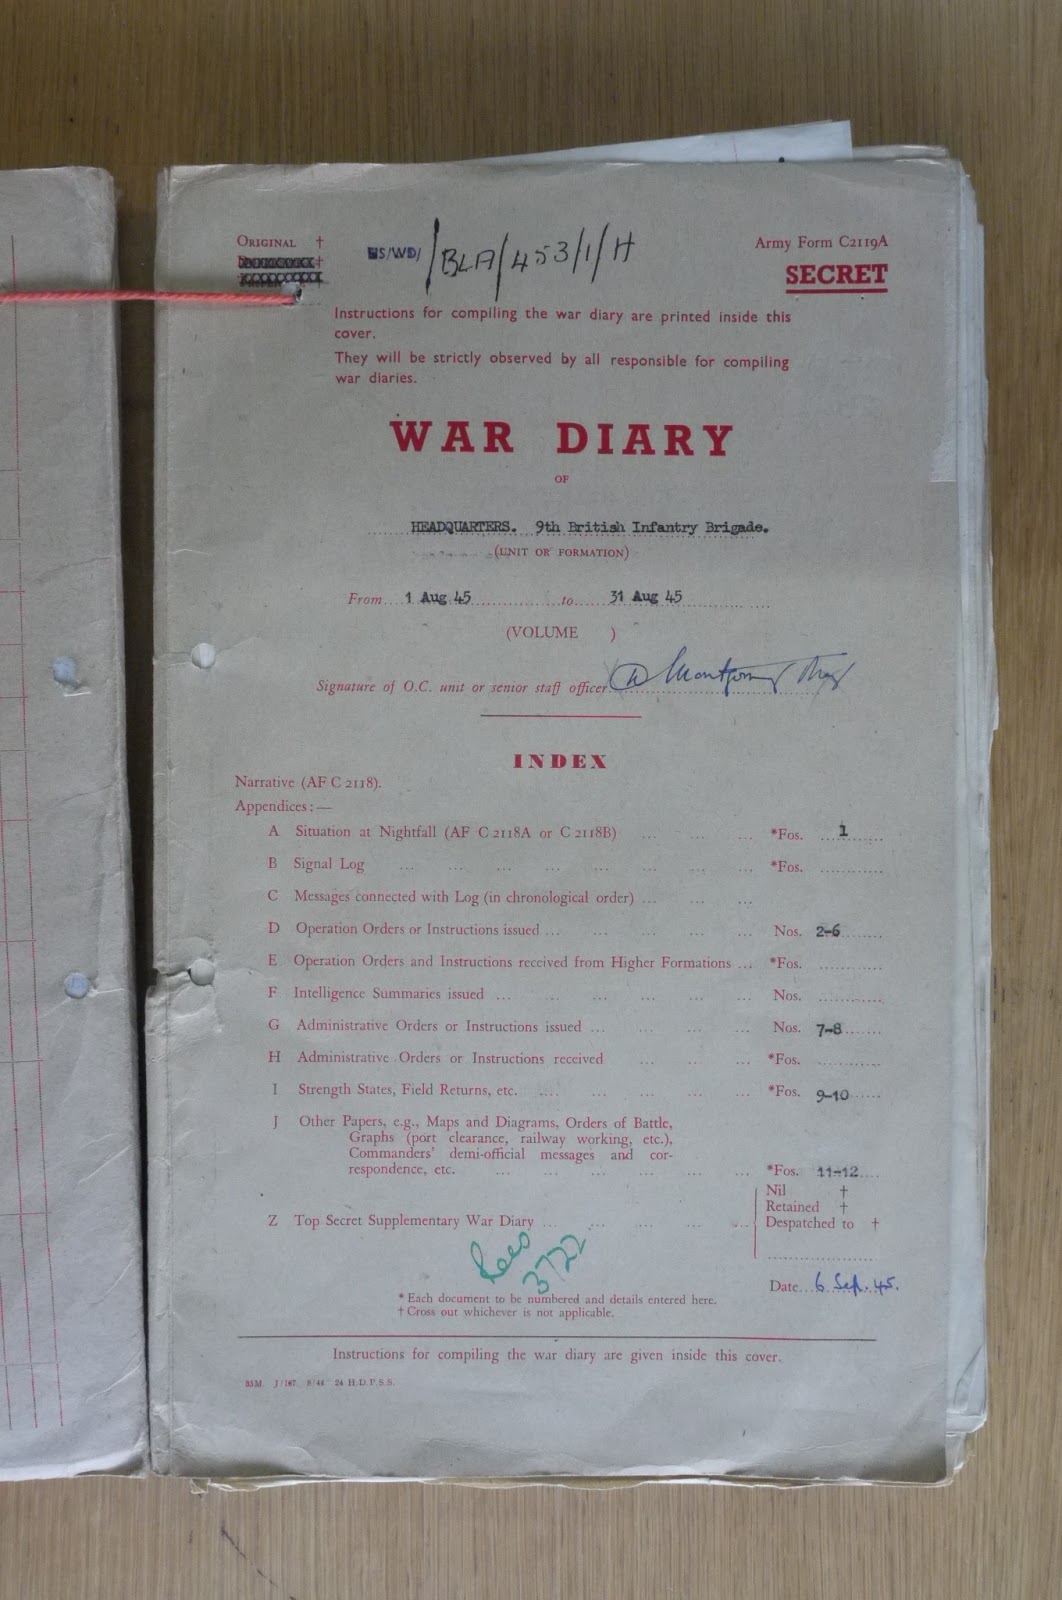 ORIGINAL †
S/WD/ /BLA/453/1/H
Army Form C2119A
SECRET
Instructions for compiling the war diary are printed inside this
cover.
They will be strictly observed by all responsible for compiling
war diaries.
WAR DIARY
OF
HEADQUARTERS. 9th British Infantry Brigade.
(UNIT OR FORMATION)
From 1 Aug 45 to 31 Aug 45
(VOLUME )
Signature of O.C. unit or senior staff officer
INDEX
Narrative (AF C 2118).
Appendices:—
A Situation at Nightfall (AF C 2118A or C 2118B) ... ... ... *Fos. 1
B Signal Log ... ... ... ... ... ... ... ... *Fos.
C Messages connected with Log (in chronological order) ... ... ...
D Operation Orders or Instructions issued ... ... ... ... ... Nos. 2-6
E Operation Orders and Instructions received from Higher Formations ... *Fos.
F Intelligence Summaries issued ... ... ... ... ... ... Nos.
G Administrative Orders or Instructions issued ... ... ... ... Nos. 7-8
H Administrative Orders or Instructions received ... ... ... *Fos.
I Strength States, Field Returns, etc. ... ... ... ... ... *Fos. 9-10
J Other Papers, e.g., Maps and Diagrams, Orders of Battle,
Graphs (port clearance, railway working, etc.),
Commanders' demi-official messages and cor-
respondence, etc. ... ... ... ... ... ... *Fos. 11-12
Nil †
Retained †
Z Top Secret Supplementary War Diary ... ... ... ... ... Despatched to †
3722
Date 6 Sep. 45.
* Each document to be numbered and details entered here.
† Cross out whichever is not applicable.
Instructions for compiling the war diary are given inside this cover.
35M. J/167 8/44 24 H.D.P.S.S.